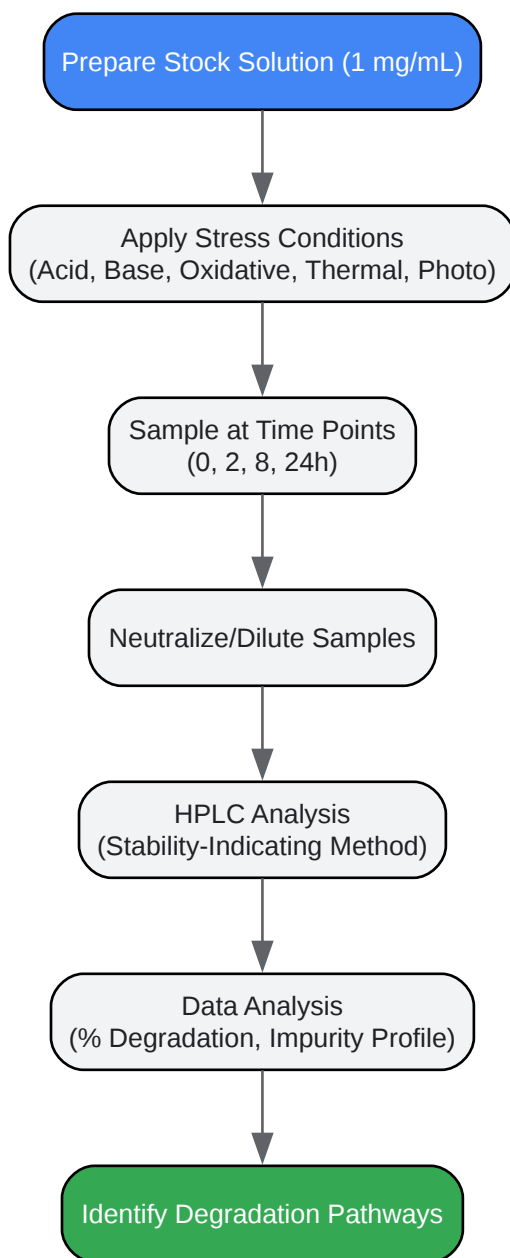 Prepare Stock Solution (1 mg/mL)
Apply Stress Conditions
(Acid, Base, Oxidative, Thermal, Photo)
Sample at Time Points
(0, 2, 8, 24h)
Neutralize/Dilute Samples
HPLC Analysis
(Stability-Indicating Method)
Data Analysis
(% Degradation, Impurity Profile)
Identify Degradation Pathways